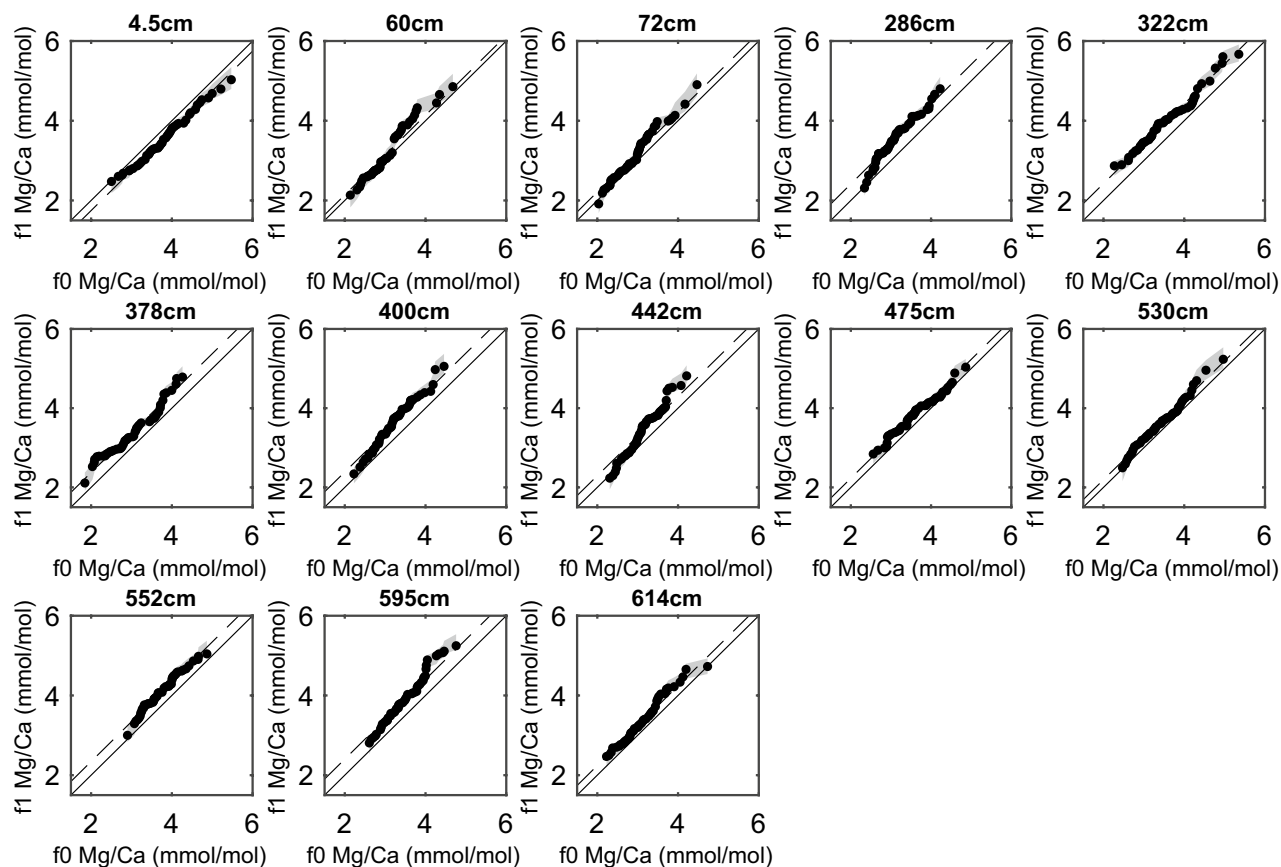 4.5cm 60cm 72cm 286cm 322cm
f1 Mg/Ca (mmol/mol) f1 Mg/Ca (mmol/mol) f1 Mg/Ca (mmol/mol) f1 Mg/Ca (mmol/mol) f1 Mg/Ca (mmol/mol)
6 6 6 6 6
4 4 4 4 4
2 2 2 2 2
2 4 6 2 4 6 2 4 6 2 4 6 2 4 6
f0 Mg/Ca (mmol/mol) f0 Mg/Ca (mmol/mol) f0 Mg/Ca (mmol/mol) f0 Mg/Ca (mmol/mol) f0 Mg/Ca (mmol/mol)
378cm 400cm 442cm 475cm 530cm
f1 Mg/Ca (mmol/mol) f1 Mg/Ca (mmol/mol) f1 Mg/Ca (mmol/mol) f1 Mg/Ca (mmol/mol) f1 Mg/Ca (mmol/mol)
6 6 6 6 6
4 4 4 4 4
2 2 2 2 2
2 4 6 2 4 6 2 4 6 2 4 6 2 4 6
f0 Mg/Ca (mmol/mol) f0 Mg/Ca (mmol/mol) f0 Mg/Ca (mmol/mol) f0 Mg/Ca (mmol/mol) f0 Mg/Ca (mmol/mol)
552cm 595cm 614cm
f1 Mg/Ca (mmol/mol) f1 Mg/Ca (mmol/mol) f1 Mg/Ca (mmol/mol)
6 6 6
4 4 4
2 2 2
2 4 6 2 4 6 2 4 6
f0 Mg/Ca (mmol/mol) f0 Mg/Ca (mmol/mol) f0 Mg/Ca (mmol/mol)